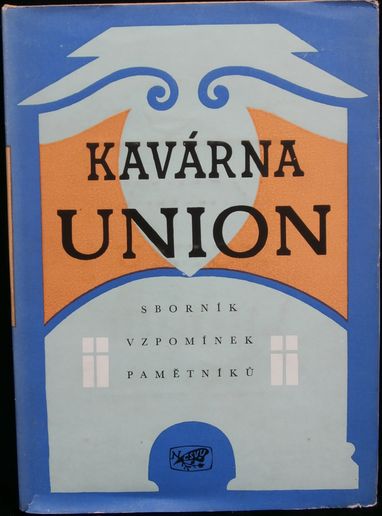 KAVÁRNA
UNION
SBORNÍK
VZPOMÍNEK
PAMĚTNÍKŮ